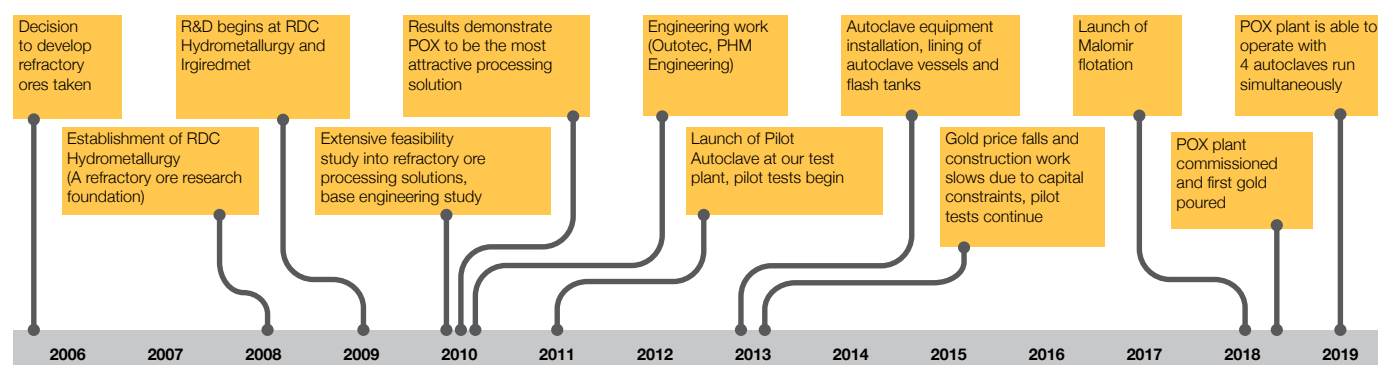 Decision
to develop
refractory
ores taken
R&D begins at RDC
Hydrometallurgy and
Irgiredmet
Results demonstrate
POX to be the most
attractive processing
solution
Engineering work
(Outotec, PHM
Engineering)
Autoclave equipment
installation, lining of
autoclave vessels and
flash tanks
Launch of
Malomir
flotation
POX plant is able to
operate with
4 autoclaves run
simultaneously
Establishment of RDC
Hydrometallurgy
(A refractory ore research
foundation)
Extensive feasibility
study into refractory ore
processing solutions,
base engineering study
Launch of Pilot
Autoclave at our test
plant, pilot tests begin
Gold price falls and
construction work
slows due to capital
constraints, pilot
tests continue
POX plant
commissioned
and first gold
poured
2006 2007 2008 2009 2010 2011 2012 2013 2014 2015 2016 2017 2018 2019